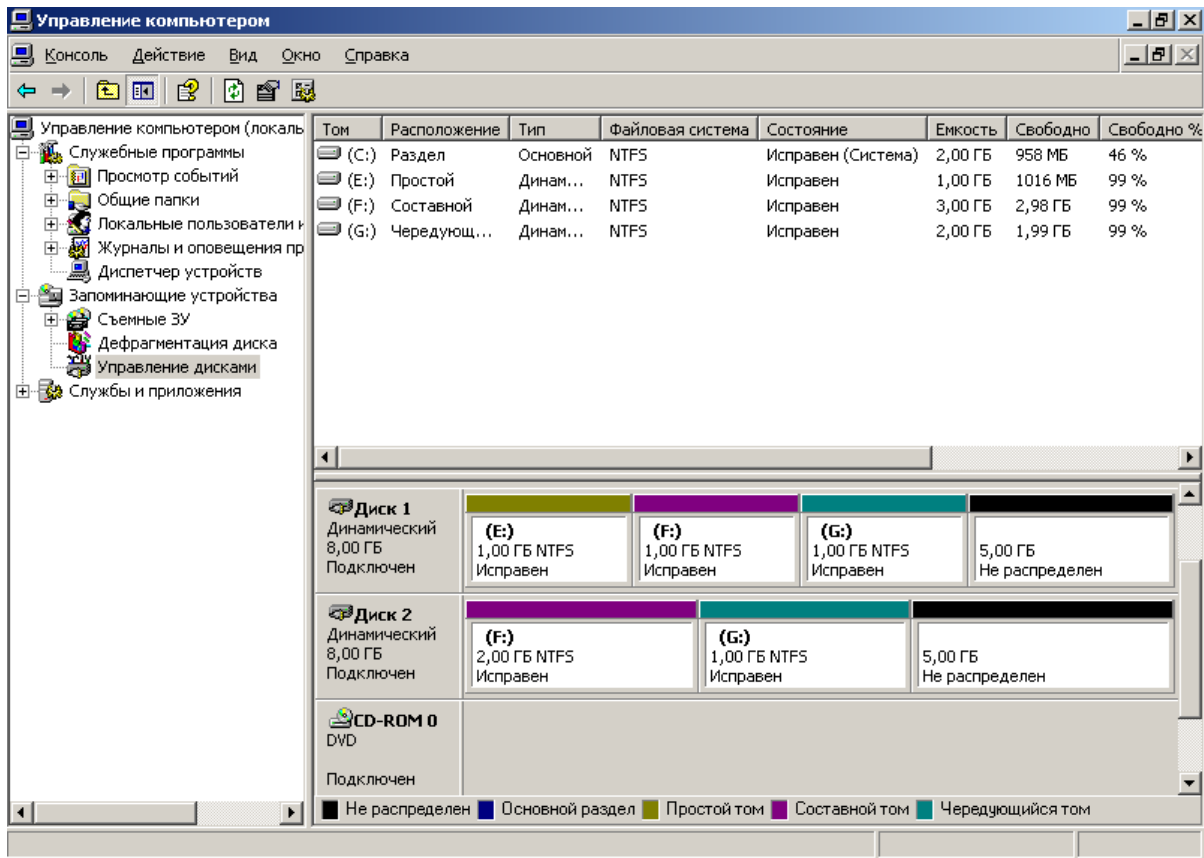 Управление компьютером
Консоль Действие Вид Окно Справка
Управление компьютером (локаль
Служебные программы
Просмотр событий
Общие папки
Локальные пользователи и
Журналы и оповещения пр
Диспетчер устройств
Запоминающие устройства
Съемные ЗУ
Дефрагментация диска
Управление дисками
Службы и приложения
Том Расположение Тип Файловая система Состояние Емкость Свободно Свободно %
(C:) Раздел Основной NTFS Исправен (Система) 2,00 ГБ 958 МБ 46 %
(E:) Простой Динам... NTFS Исправен 1,00 ГБ 1016 МБ 99 %
(F:) Составной Динам... NTFS Исправен 3,00 ГБ 2,98 ГБ 99 %
(G:) Чередующ... Динам... NTFS Исправен 2,00 ГБ 1,99 ГБ 99 %
Диск 1
Динамический
8,00 ГБ
Подключен
(E:)
1,00 ГБ NTFS
Исправен
(F:)
1,00 ГБ NTFS
Исправен
(G:)
1,00 ГБ NTFS
Исправен
5,00 ГБ
Не распределен
Диск 2
Динамический
8,00 ГБ
Подключен
(F:)
2,00 ГБ NTFS
Исправен
(G:)
1,00 ГБ NTFS
Исправен
5,00 ГБ
Не распределен
CD-ROM 0
DVD
Подключен
Не распределен Основной раздел Простой том Составной том Чередующийся том